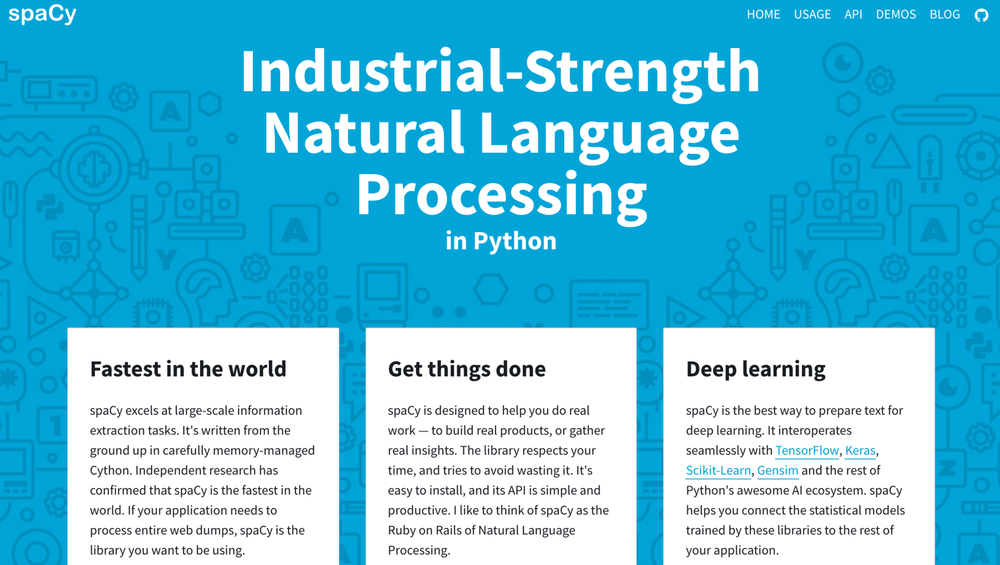 spaCy
HOME USAGE API DEMOS BLOG
Industrial-Strength
Natural Language
Processing
in Python
Fastest in the world
spaCy excels at large-scale information
extraction tasks. It's written from the
ground up in carefully memory-managed
Cython. Independent research has
confirmed that spaCy is the fastest in the
world. If your application needs to
process entire web dumps, spaCy is the
library you want to be using.
Get things done
spaCy is designed to help you do real
work — to build real products, or gather
real insights. The library respects your
time, and tries to avoid wasting it. It's
easy to install, and its API is simple and
productive. I like to think of spaCy as the
Ruby on Rails of Natural Language
Processing.
Deep learning
spaCy is the best way to prepare text for
deep learning. It interoperates
seamlessly with TensorFlow, Keras,
Scikit-Learn, Gensim and the rest of
Python's awesome AI ecosystem. spaCy
helps you connect the statistical models
trained by these libraries to the rest of
your application.
A
A
Y
A
Y
1
Z
A